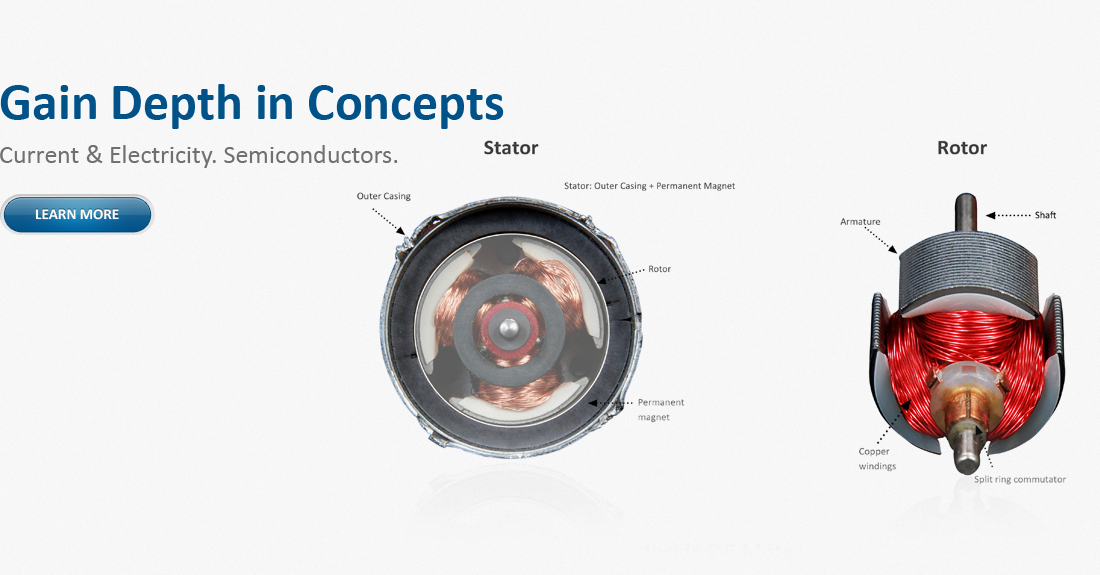 Gain Depth in Concepts
Current & Electricity. Semiconductors.
LEARN MORE
Stator
Stator: Outer Casing + Permanent Magnet
Outer Casing
Rotor
Permanent
magnet
Rotor
Shaft
Armature
Copper
windings
Split ring commutator